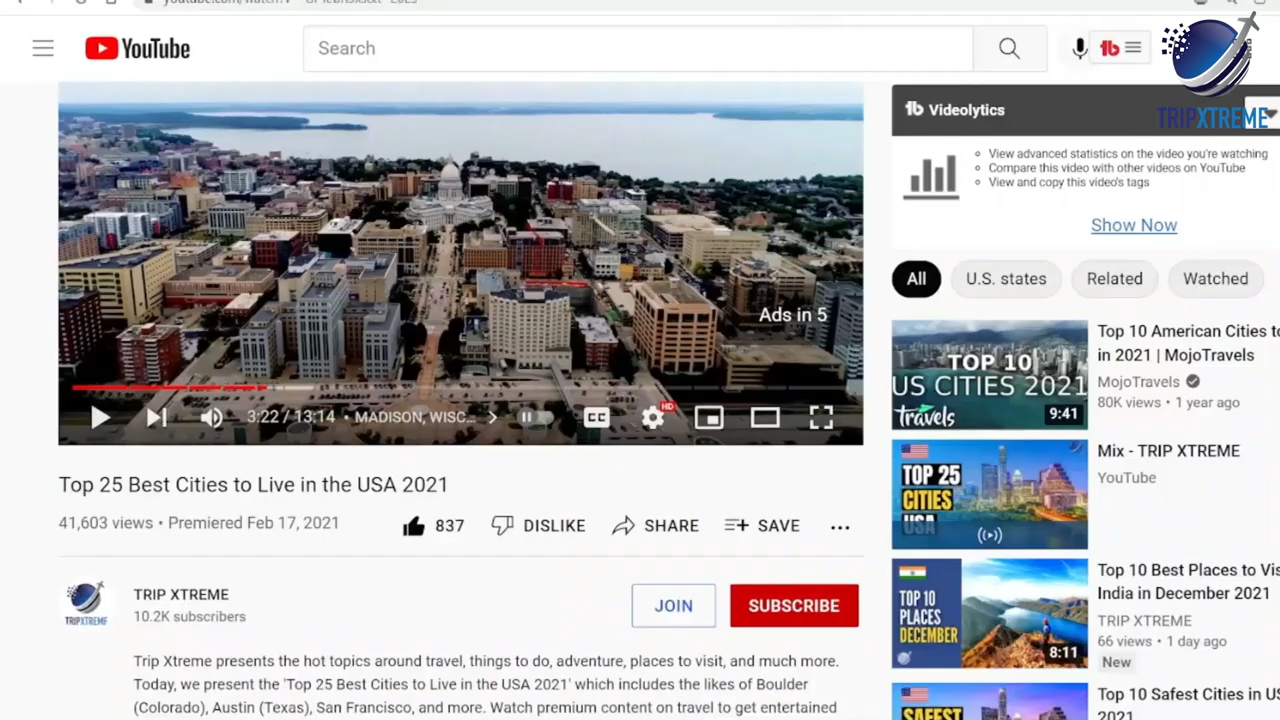 YouTube
Search
TRIPXTREME
Videolytics
View advanced statistics on the video you're watching
Compare this video with other videos on YouTube
View and copy this video's tags
Show Now
All
U.S. states
Related
Watched
Ads in 5
3:22 / 13:14 • MADISON, WISC...
CC
HD
Top 25 Best Cities to Live in the USA 2021
41,603 views • Premiered Feb 17, 2021
837
DISLIKE
SHARE
SAVE
TRIP XTREME
10.2K subscribers
JOIN
SUBSCRIBE
TRIPXTREME
Trip Xtreme presents the hot topics around travel, things to do, adventure, places to visit, and much more.
Today, we present the 'Top 25 Best Cities to Live in the USA 2021' which includes the likes of Boulder
(Colorado), Austin (Texas), San Francisco, and more. Watch premium content on travel to get entertained
TOP 10
US CITIES 2021
travels
9:41
Top 10 American Cities to
in 2021 | MojoTravels
MojoTravels
80K views • 1 year ago
TOP 25
CITIES
USA
Mix - TRIP XTREME
YouTube
TOP 10
PLACES
DECEMBER
8:11
Top 10 Best Places to Vis
India in December 2021
TRIP XTREME
66 views • 1 day ago
New
SAFEST
Top 10 Safest Cities in US
2021